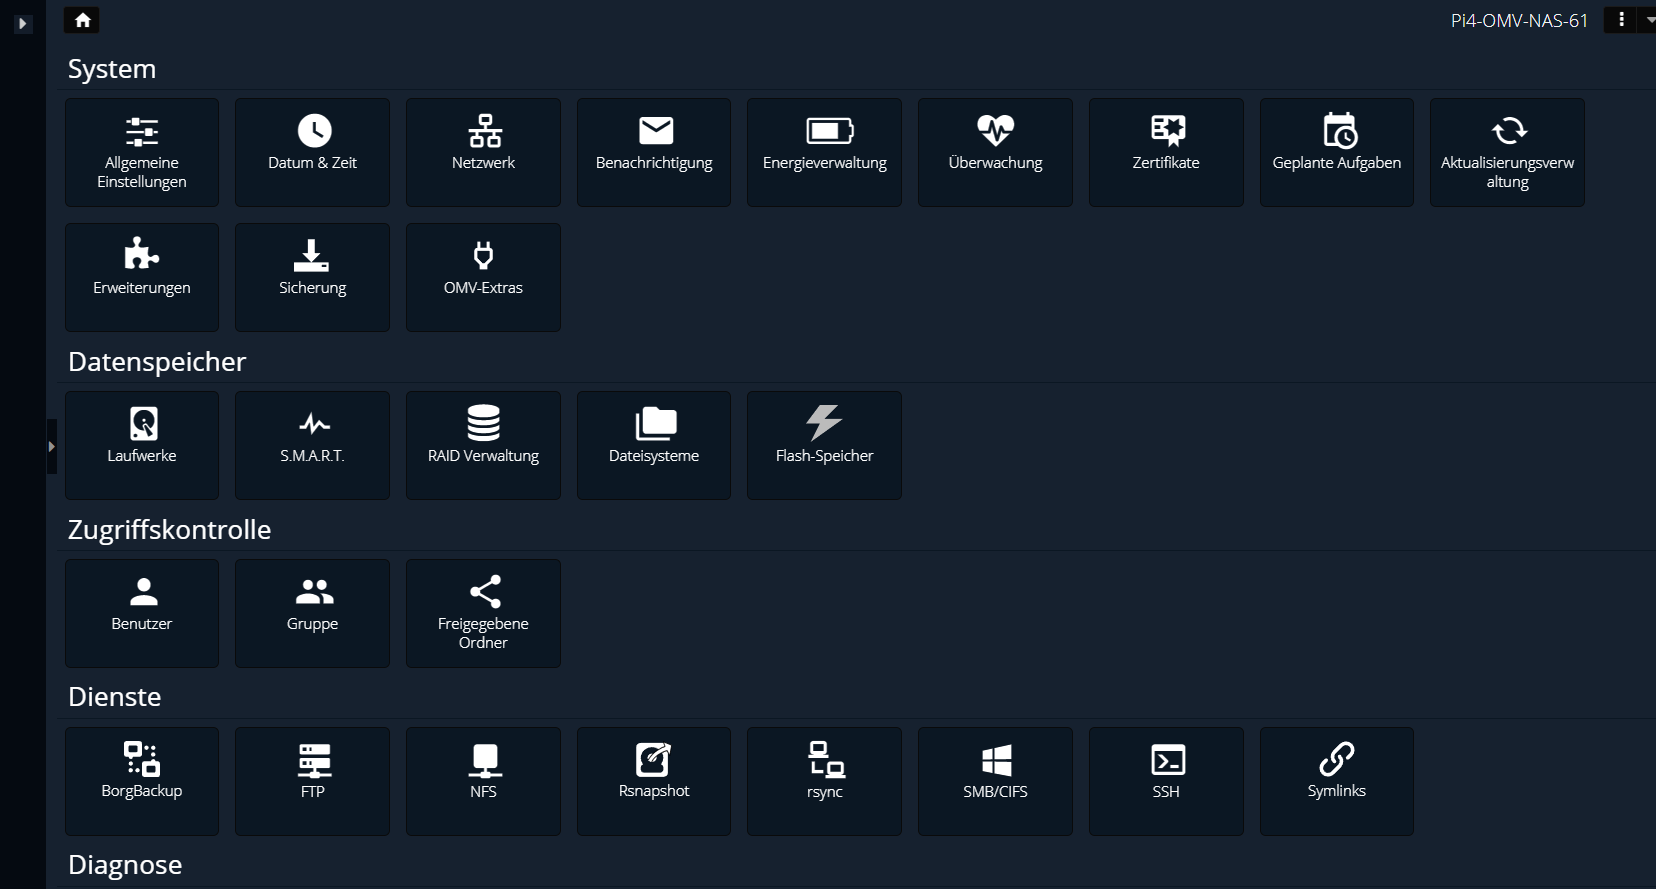 Pi4-OMV-NAS-61
System
Allgemeine
Einstellungen
Datum & Zeit
Netzwerk
Benachrichtigung
Energieverwaltung
Überwachung
Zertifikate
Geplante Aufgaben
Aktualisierungsverw
altung
Erweiterungen
Sicherung
OMV-Extras
Datenspeicher
Laufwerke
S.M.A.R.T.
RAID Verwaltung
Dateisysteme
Flash-Speicher
Zugriffskontrolle
Benutzer
Gruppe
Freigegebene
Ordner
Dienste
BorgBackup
FTP
NFS
Rsnapshot
rsync
SMB/CIFS
SSH
Symlinks
Diagnose